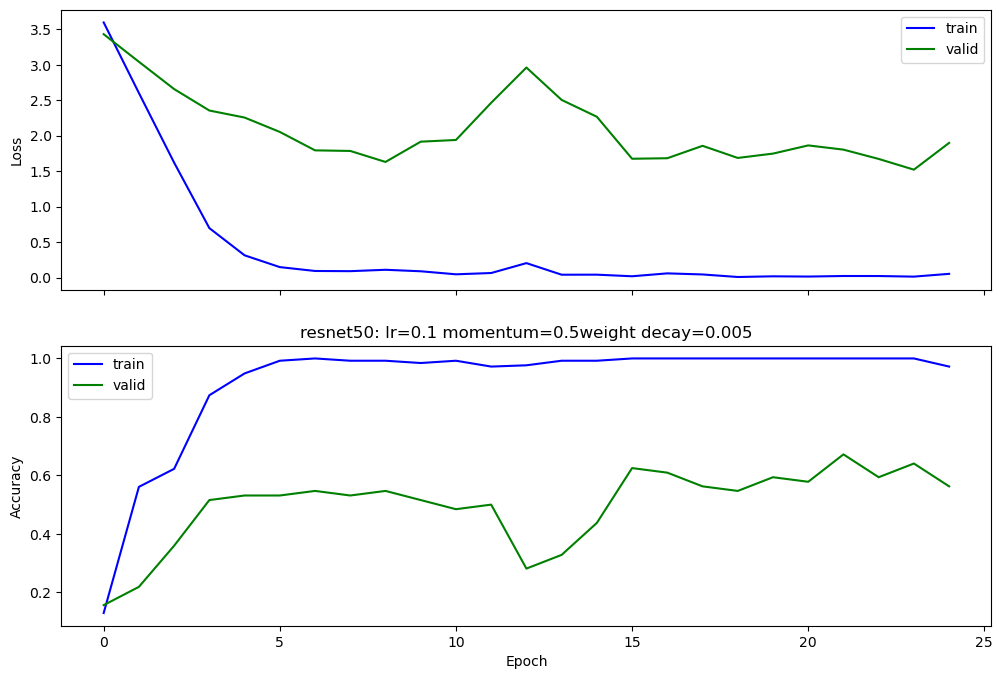 3.5
3.0
2.5
2.0
1.5
1.0
0.5
0.0
Loss
train
valid
resnet50: lr=0.1 momentum=0.5weight decay=0.005
1.0
0.8
0.6
0.4
0.2
Accuracy
train
valid
0 5 10 15 20 25
Epoch